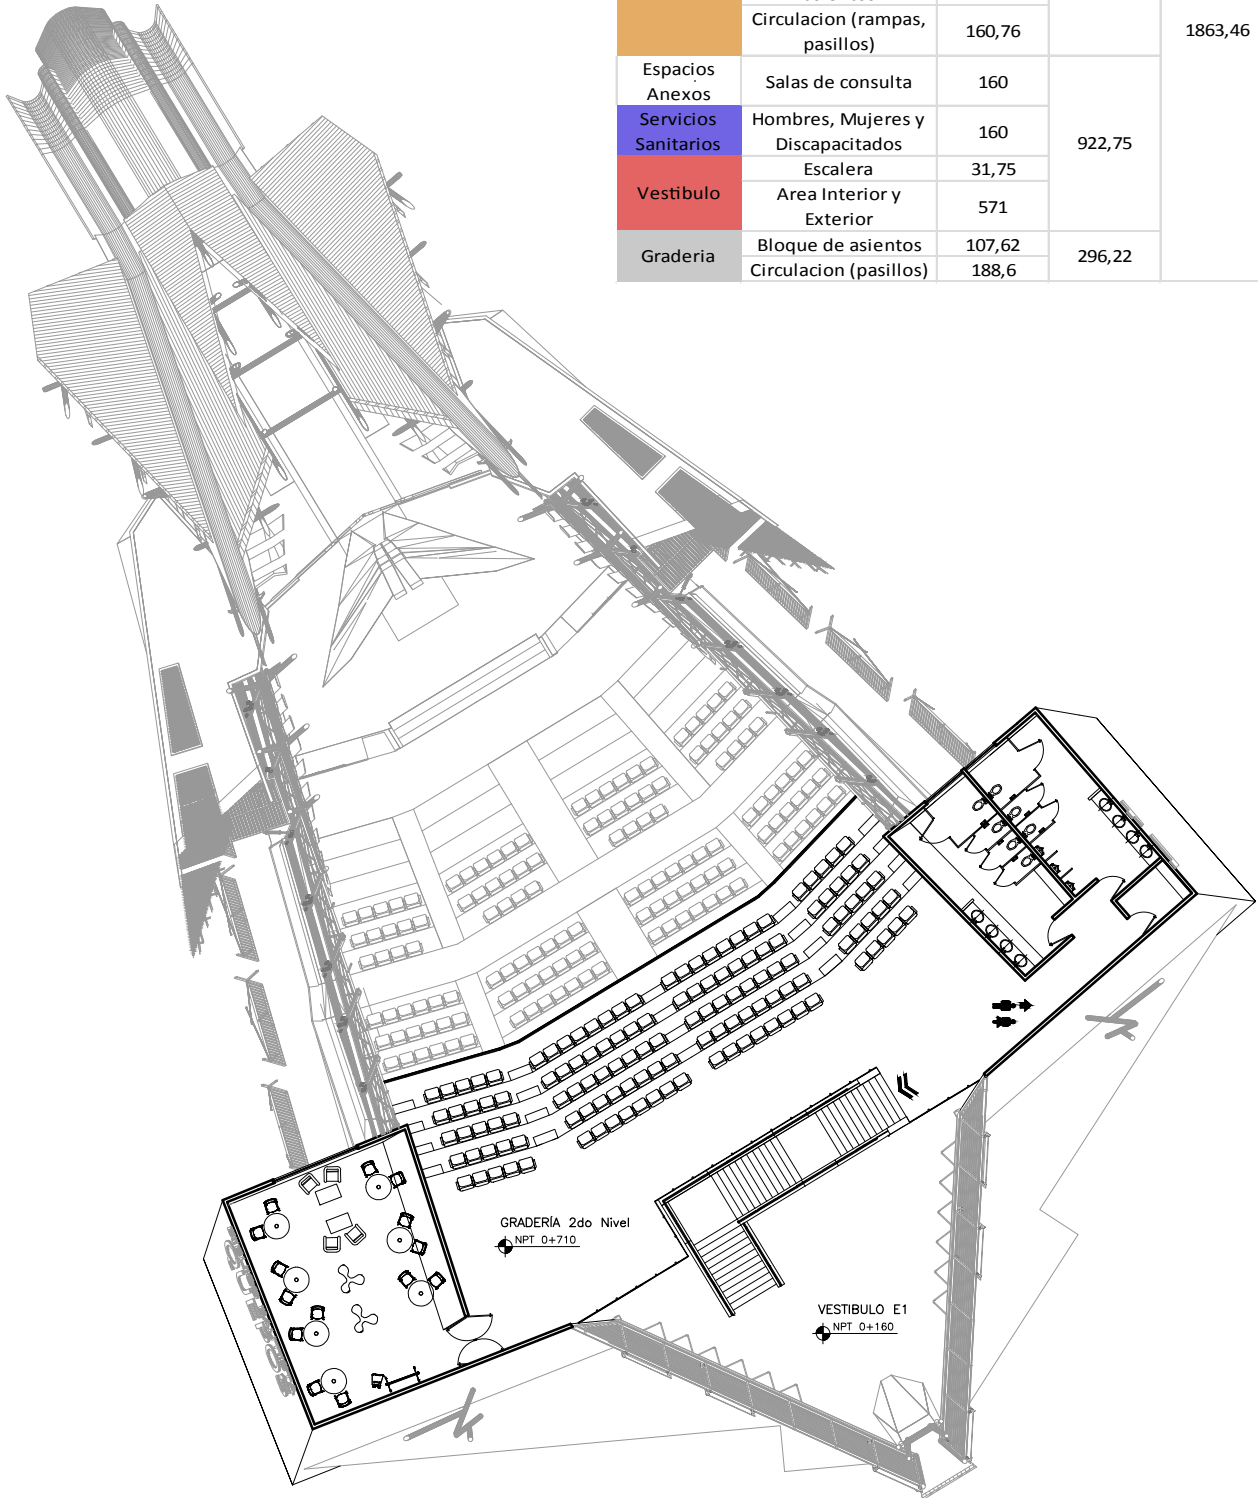 Circulacion (rampas,
pasillos)
160,76
1863,46
Espacios
Anexos
Salas de consulta
160
Servicios
Sanitarios
Hombres, Mujeres y
Discapacitados
160
922,75
Vestibulo
Escalera
31,75
Area Interior y
Exterior
571
Graderia
Bloque de asientos
107,62
296,22
Circulacion (pasillos)
188,6
GRADERÍA 2do Nivel
NPT 0+710
VESTIBULO E1
NPT 0+160